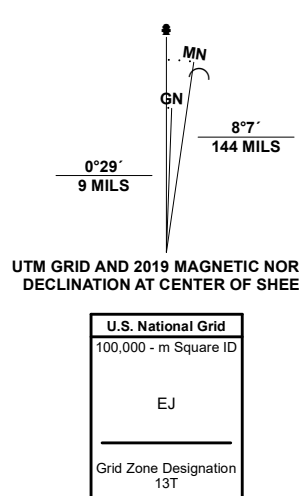 MN
GN
8°7´
144 MILS
0°29´
9 MILS
UTM GRID AND 2019 MAGNETIC NOR
DECLINATION AT CENTER OF SHEE
U.S. National Grid
100,000 - m Square ID
EJ
Grid Zone Designation
13T